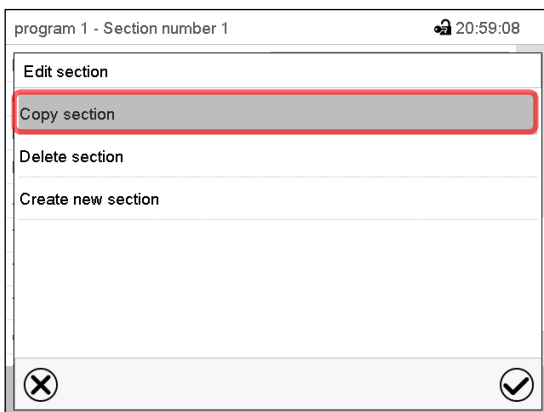 program 1 - Section number 1 20:59:08
Edit section
Copy section
Delete section
Create new section